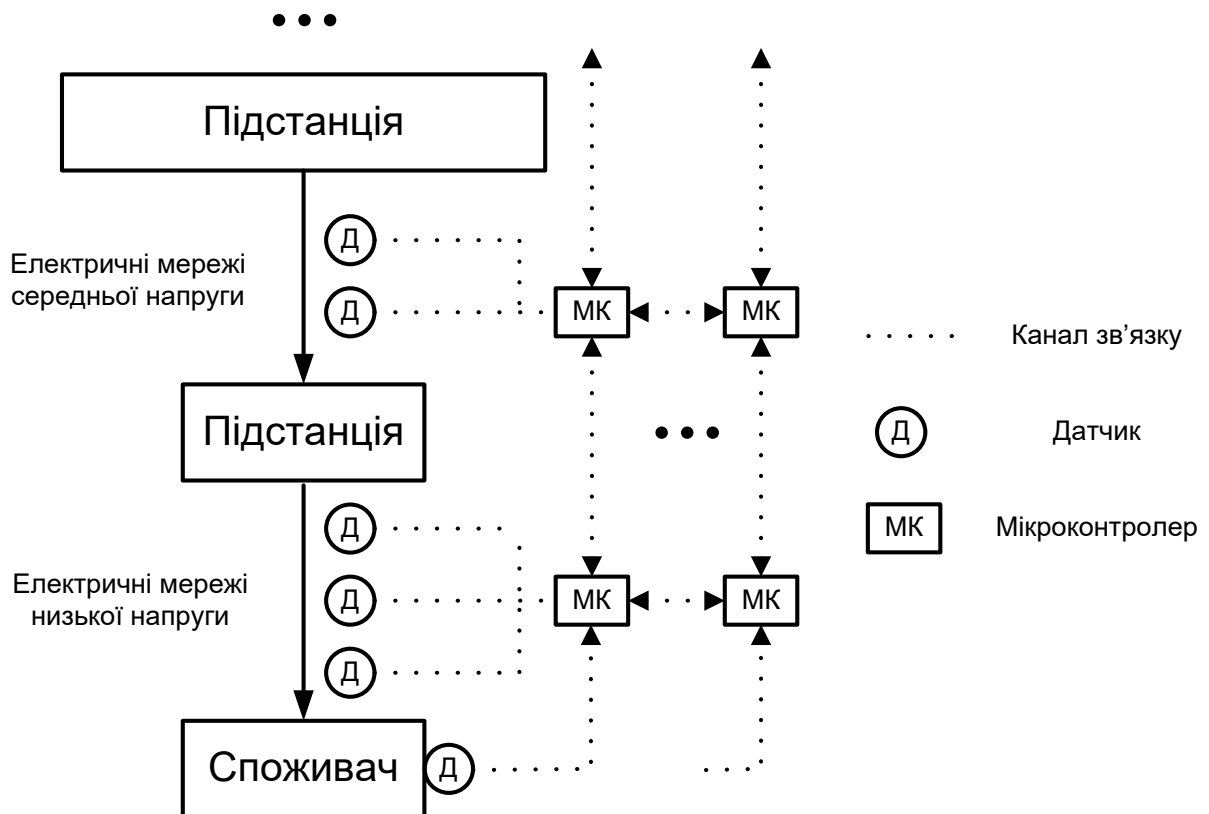 Підстанція
Д
Електричні мережі
середньої напруги
Д
МК
МК
Канал зв’язку
Підстанція
Д
Датчик
Д
МК
Мікроконтролер
Електричні мережі
низької напруги
Д
МК
МК
Д
Споживач
Д